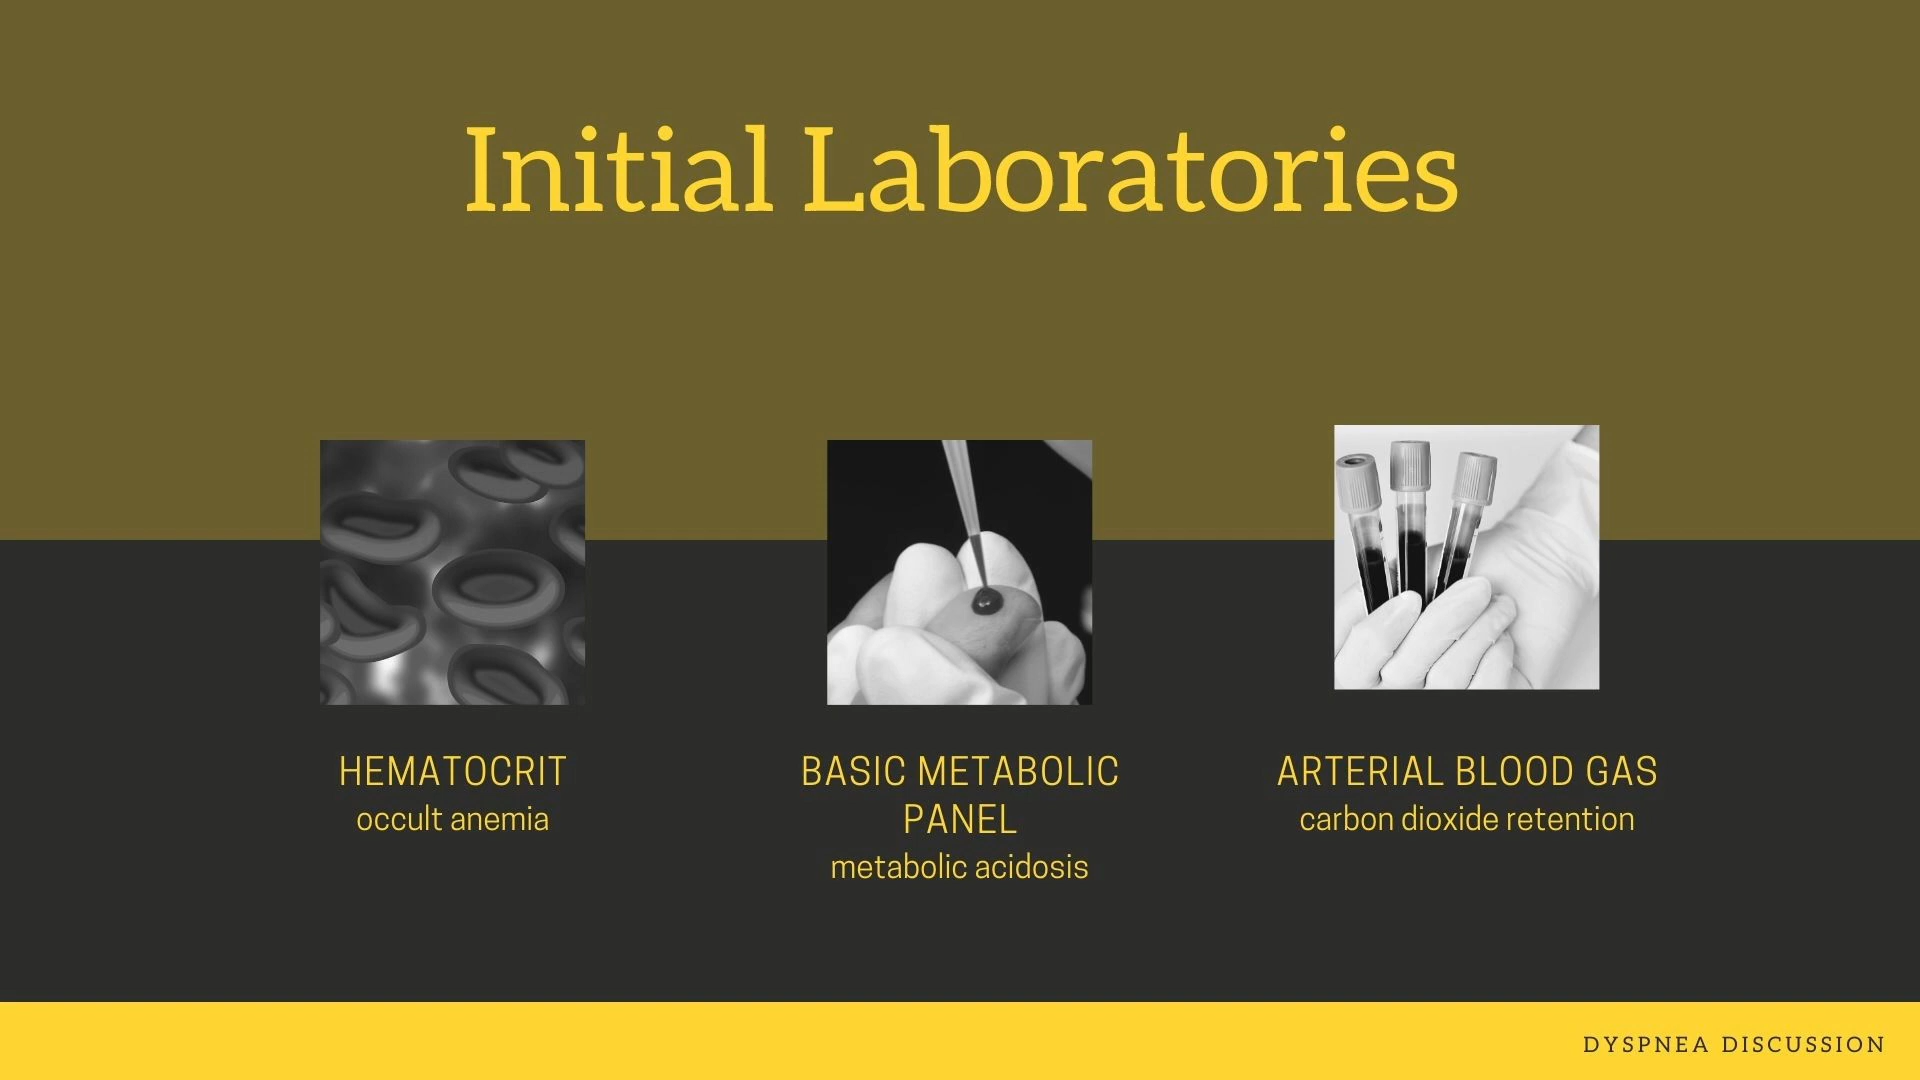 Initial Laboratories
HEMATOCRIT
occult anemia
BASIC METABOLIC
PANEL
metabolic acidosis
ARTERIAL BLOOD GAS
carbon dioxide retention
DYSPNEA DISCUSSION